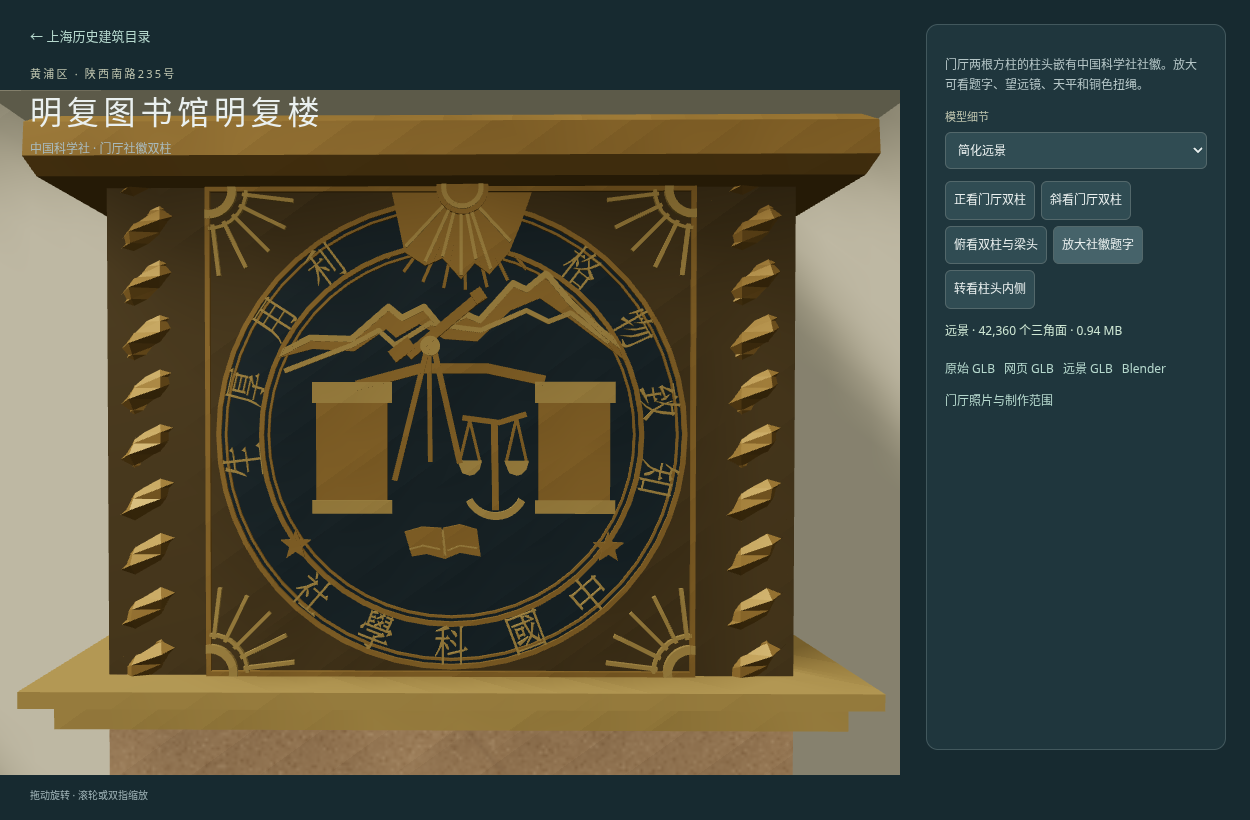 ← 上海历史建筑目录
黄浦区 · 陕西南路235号
明复图书馆明复楼
中国科学社 · 门厅社徽双柱
格物致知
利用厚生
中國科學社
拖动旋转 · 滚轮或双指缩放
门厅两根方柱的柱头嵌有中国科学社社徽。放大
可看题字、望远镜、天平和铜色扭绳。
模型细节
简化远景
正看门厅双柱
斜看门厅双柱
俯看双柱与梁头
放大社徽题字
转看柱头内侧
远景 · 42,360 个三角面 · 0.94 MB
原始 GLB 网页 GLB 远景 GLB Blender
门厅照片与制作范围